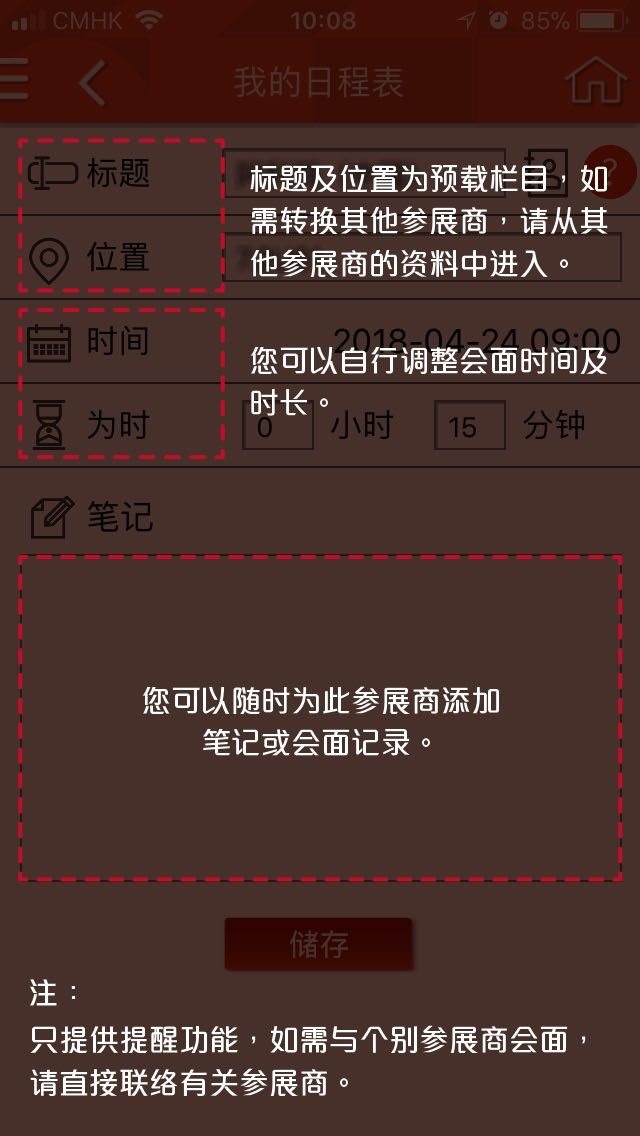 CMHK 10:08 85%
我的日程表
标题
标题及位置为预载栏目，如
需转换其他参展商，请从其
他参展商的资料中进入。
?
位置
时间
2018-04-24 09:00
您可以自行调整会面时间及
时长。
为时 0 小时 15 分钟
笔记
您可以随时为此参展商添加
笔记或会面记录。
储存
注：
只提供提醒功能，如需与个别参展商会面，
请直接联络有关参展商。